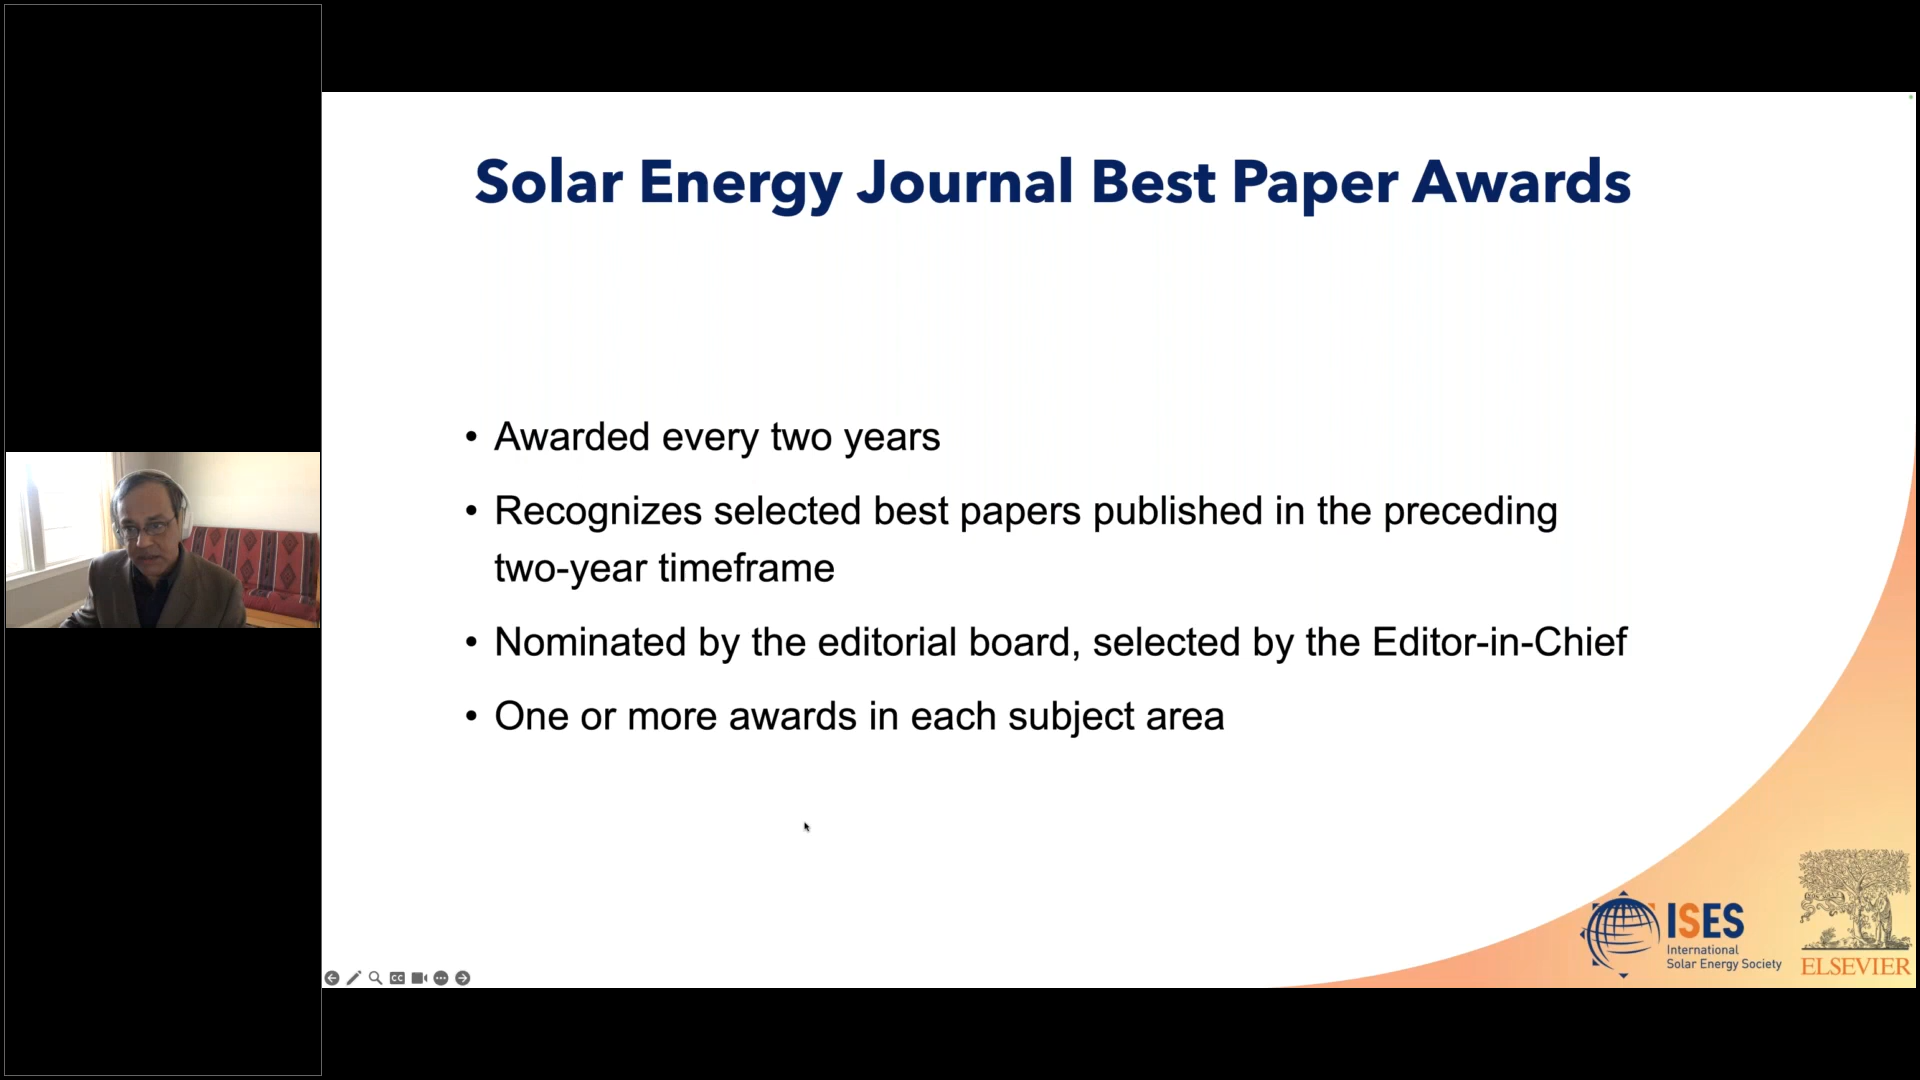 Solar Energy Journal Best Paper Awards
• Awarded every two years
• Recognizes selected best papers published in the preceding
two-year timeframe
• Nominated by the editorial board, selected by the Editor-in-Chief
• One or more awards in each subject area
ISES
International
Solar Energy Society
ELSEVIER
CC